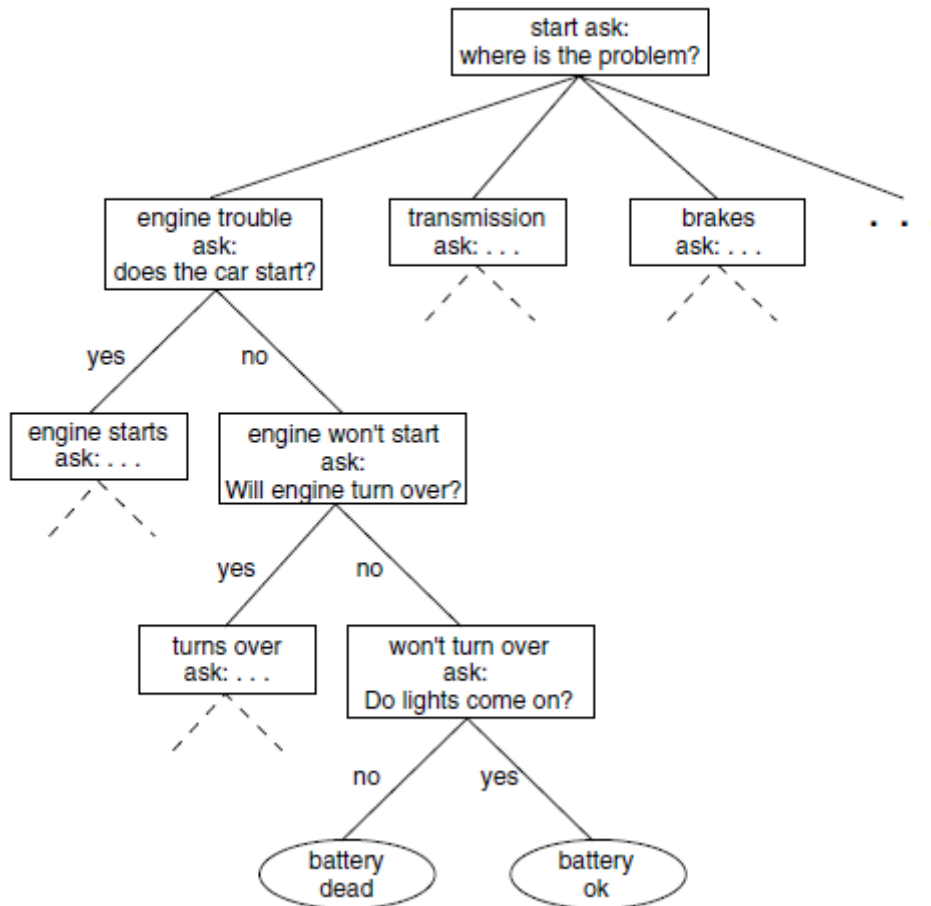 start ask:
where is the problem?
engine trouble
ask:
does the car start?
transmission
ask: . . .
brakes
ask: . . .
. .
yes
no
engine starts
ask: . . .
engine won't start
ask:
Will engine turn over?
yes
no
turns over
ask: . . .
won't turn over
ask:
Do lights come on?
no
yes
battery
dead
battery
ok